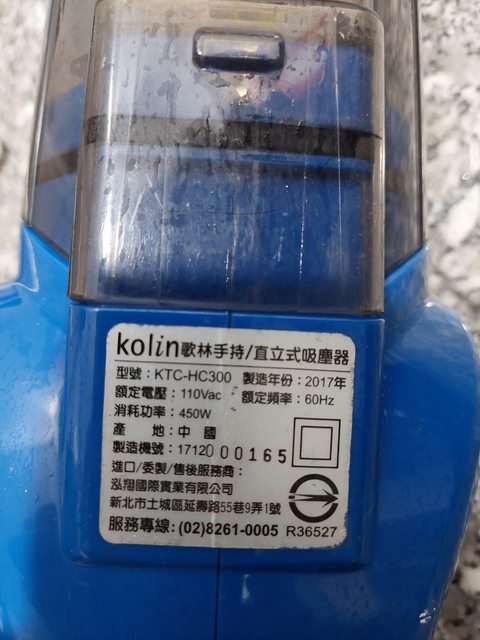 kolin歌林手持/直立式吸塵器
型號：KTC-HC300 製造年份：2017年
額定電壓：110Vac 額定頻率：60Hz
消耗功率：450W
產 地：中 國
製造機號：1712000165
進口/委製/售後服務商：
泓翔國際實業有限公司
新北市土城區延壽路55巷9弄1號
服務專線：(02)8261-0005 R36527